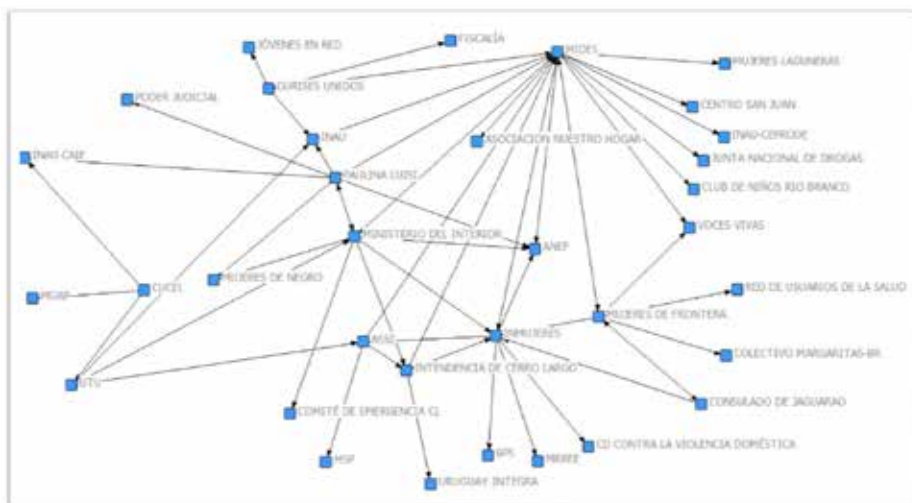 FISCALÍA
JÓVENES EN RED
MIDES
MUJERES LAGUNERAS
UNIDOS
PODER JUDICIAL
CENTRO SAN JUAN
INAU
ASOCIACION NUESTRO HOGAR
INAU-CEPRODE
INAU-CAIF
JUNTA NACIONAL DE DROGAS
PAULINA LUISI
CLUB DE NIÑOS RIO BRANCO
VOCES VIVAS
MINISTERIO DEL INTERIOR
ANEP
MUJERES DE NEGRO
CUCEL
RED DE USUARIOS DE LA SALUD
MGAP
MUJERES DE FRONTERA
INMUJERES
ASSE
COLECTIVO MARGARITAS-BR
INTENDENCIA DE CERRO LARGO
UTU
CONSULADO DE JAGUARAO
COMITÉ DE EMERGENCIA CL
CD CONTRA LA VIOLENCIA DOMÉSTICA
MSP
MRREE
URUGUAY INTEGRA